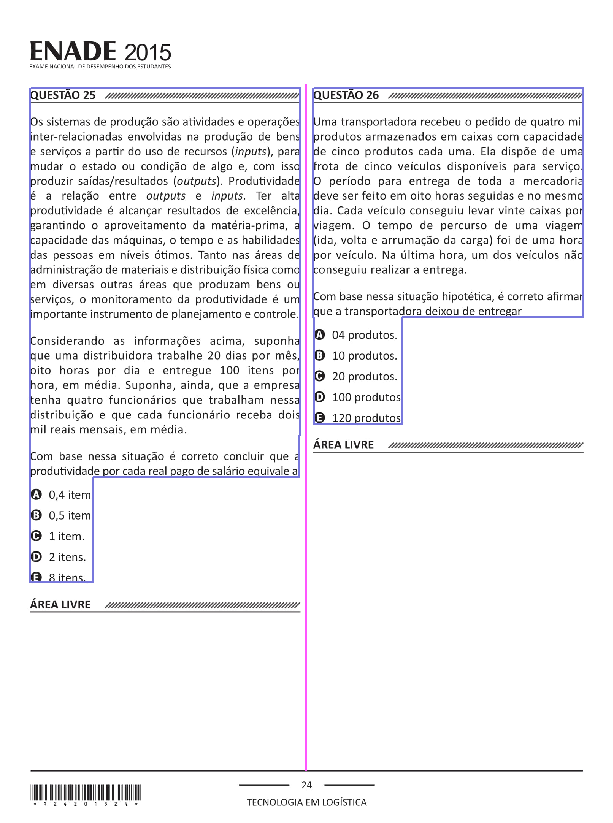 ENADE 2015
EXAME NACIONAL DE DESEMPENHO DOS ESTUDANTES
QUESTÃO 25
Os sistemas de produção são atividades e operações
inter-relacionadas envolvidas na produção de bens
e serviços a partir do uso de recursos (inputs), para
mudar o estado ou condição de algo e, com isso
produzir saídas/resultados (outputs). Produtividade
é a relação entre outputs e inputs. Ter alta
produtividade é alcançar resultados de excelência,
garantindo o aproveitamento da matéria-prima, a
capacidade das máquinas, o tempo e as habilidades
das pessoas em níveis ótimos. Tanto nas áreas de
administração de materiais e distribuição física como
em diversas outras áreas que produzam bens ou
serviços, o monitoramento da produtividade é um
importante instrumento de planejamento e controle.
Considerando as informações acima, suponha
que uma distribuidora trabalhe 20 dias por mês,
oito horas por dia e entregue 100 itens por
hora, em média. Suponha, ainda, que a empresa
tenha quatro funcionários que trabalham nessa
distribuição e que cada funcionário receba dois
mil reais mensais, em média.
Com base nessa situação é correto concluir que a
produtividade por cada real pago de salário equivale a
A 0,4 item
B 0,5 item
C 1 item.
D 2 itens.
E 8 itens.
ÁREA LIVRE
QUESTÃO 26
Uma transportadora recebeu o pedido de quatro mi
produtos armazenados em caixas com capacidade
de cinco produtos cada uma. Ela dispõe de uma
frota de cinco veículos disponíveis para serviço.
O período para entrega de toda a mercadoria
deve ser feito em oito horas seguidas e no mesmo
dia. Cada veículo conseguiu levar vinte caixas por
viagem. O tempo de percurso de uma viagem
(ida, volta e arrumação da carga) foi de uma hora
por veículo. Na última hora, um dos veículos não
conseguiu realizar a entrega.
Com base nessa situação hipotética, é correto afirmar
que a transportadora deixou de entregar
A 04 produtos.
B 10 produtos.
C 20 produtos.
D 100 produtos
E 120 produtos
ÁREA LIVRE
24
TECNOLOGIA EM LOGÍSTICA